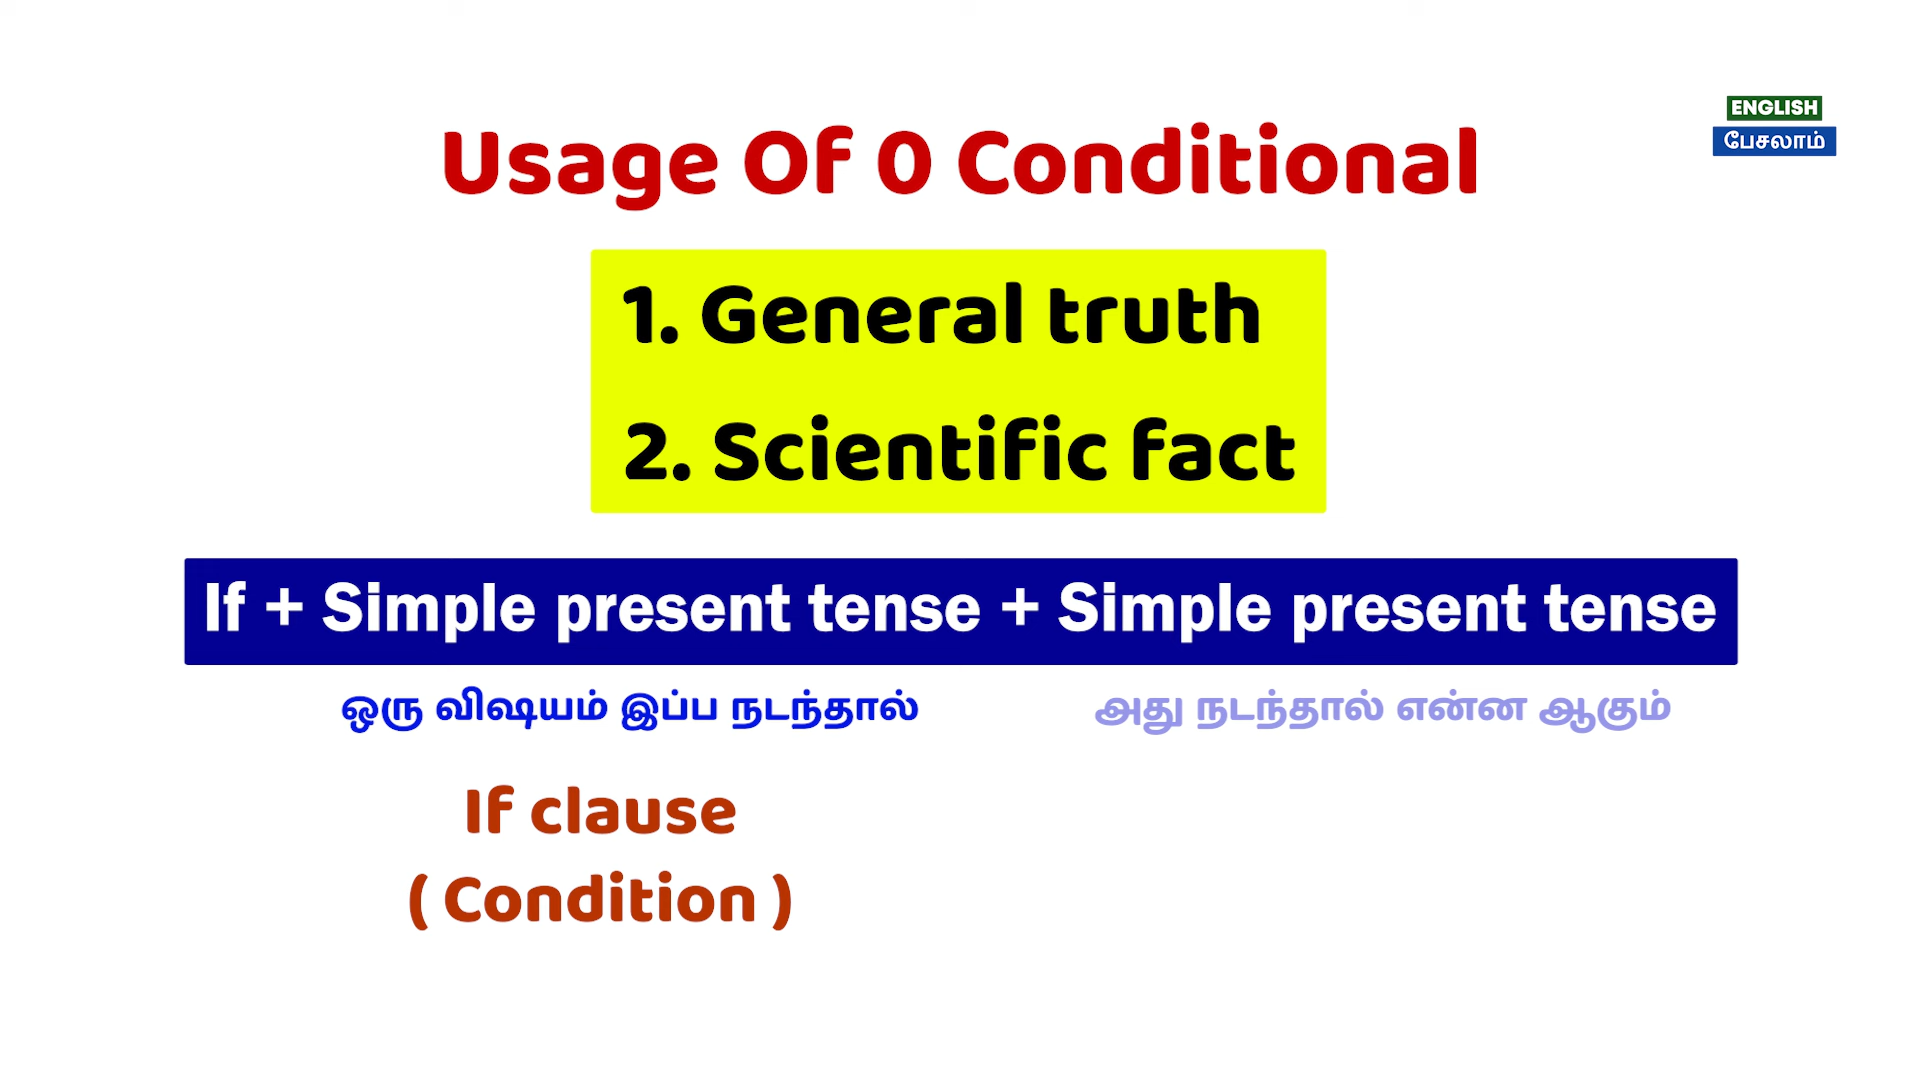 ENGLISH
பேசலாம்
Usage Of 0 Conditional
1. General truth
2. Scientific fact
If + Simple present tense + Simple present tense
ஒரு விஷயம் இப்ப நடந்தால் அது நடந்தால் என்ன ஆகும்
If clause
( Condition )